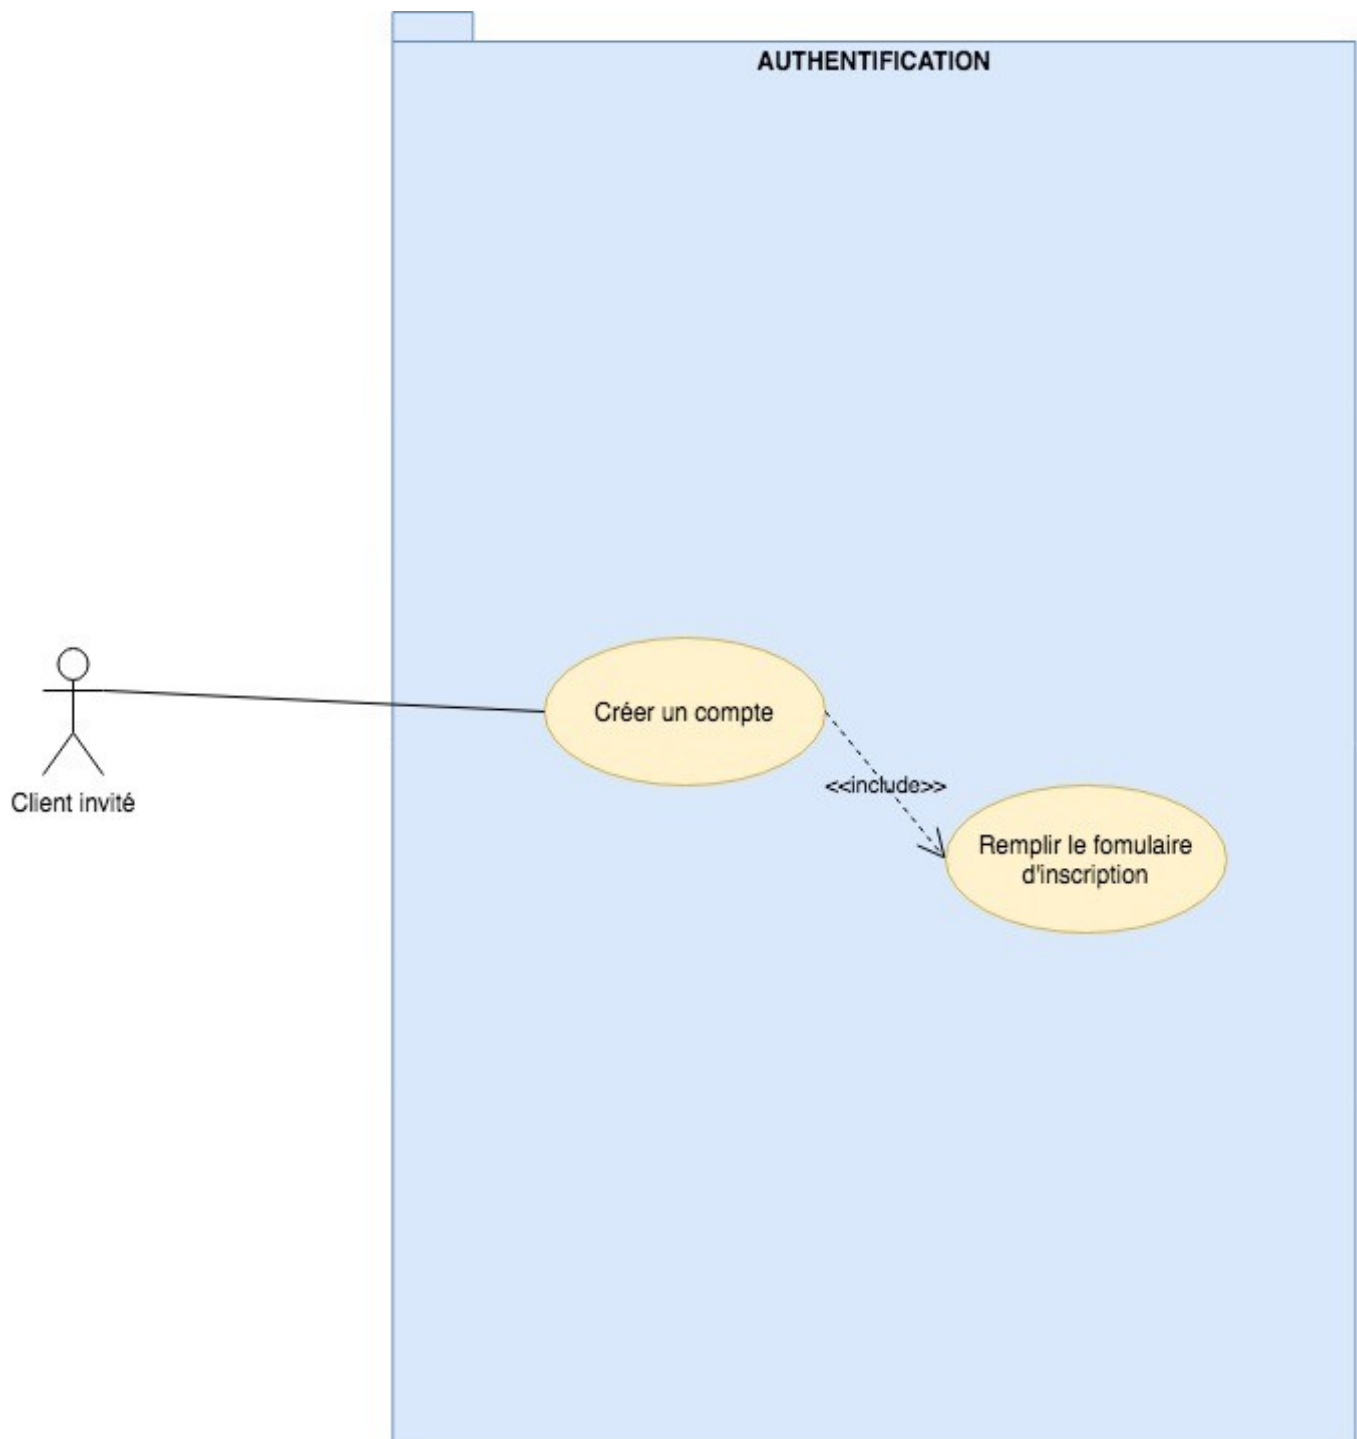 AUTHENTIFICATION
Créer un compte
Client invité
<<include>>
Remplir le fomulaire
d'inscription